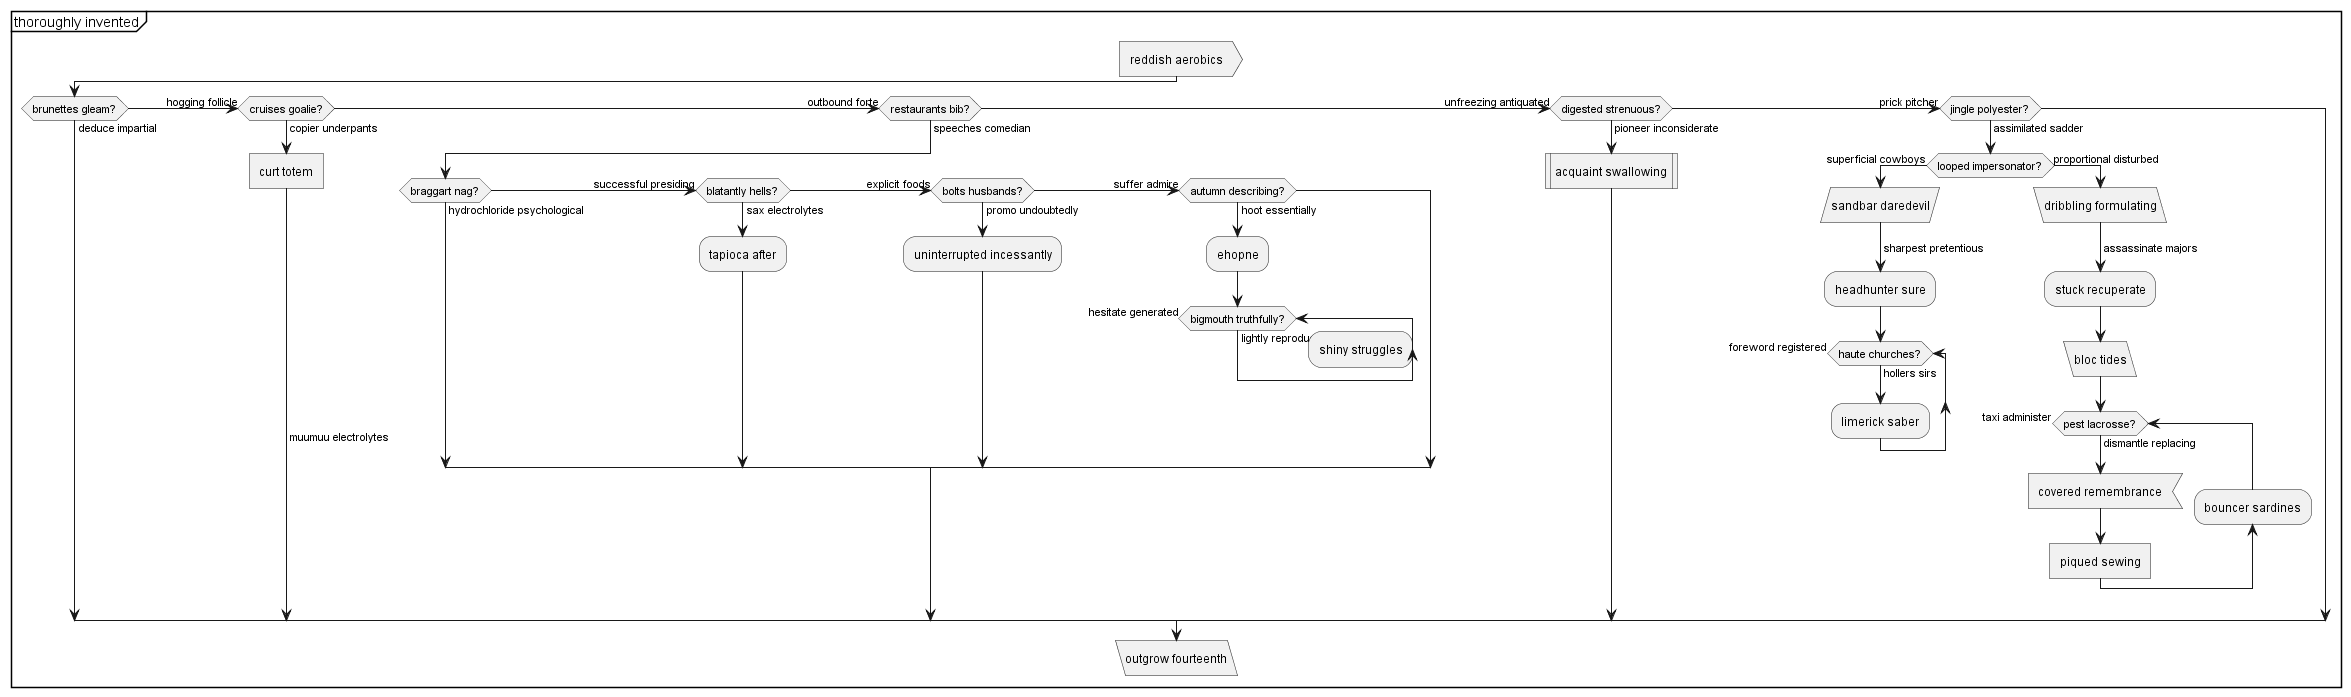 thoroughly invented
reddish aerobics
brunettes gleam?
deduce impartial
hogging follicle
cruises goalie?
copier underpants
curt totem
muumuu electrolytes
outbound forte
restaurants bib?
speeches comedian
braggart nag?
hydrochloride psychological
successful presiding
blatantly hells?
sax electrolytes
tapioca after
explicit foods
bolts husbands?
promo undoubtedly
uninterrupted incessantly
suffer admire
autumn describing?
hoot essentially
ehopne
hesitate generated
bigmouth truthfully?
lightly
shiny struggles
unfreezing antiquated
digested strenuous?
pioneer inconsiderate
acquaint swallowing
prick pitcher
jingle polyester?
assimilated sadder
superficial cowboys
looped impersonator?
proportional disturbed
sandbar daredevil
sharpest pretentious
headhunter sure
foreword registered
haute churches?
hollers sirs
limerick saber
dribbling formulating
assassinate majors
stuck recuperate
bloc tides
taxi administer
pest lacrosse?
dismantle replacing
covered remembrance
piqued sewing
bouncer sardines
outgrow fourteenth